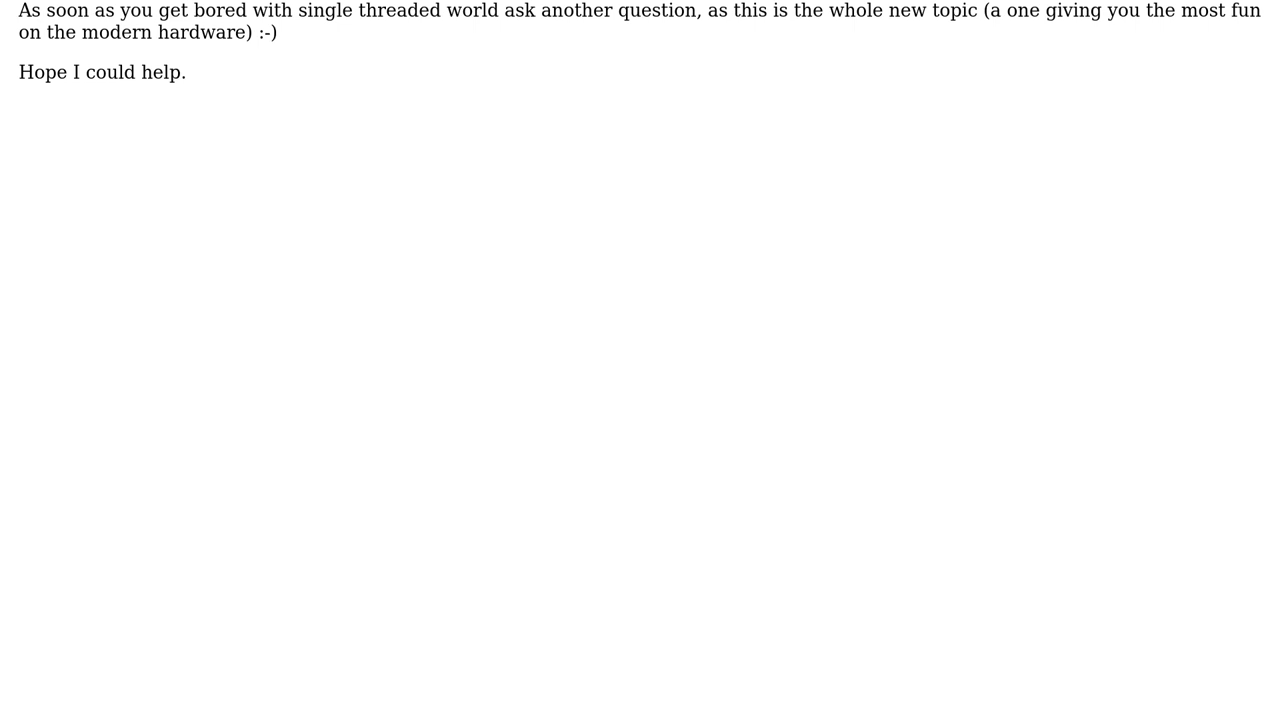 As soon as you get bored with single threaded world ask another question, as this is the whole new topic (a one giving you the most fun
on the modern hardware) :-)
Hope I could help.